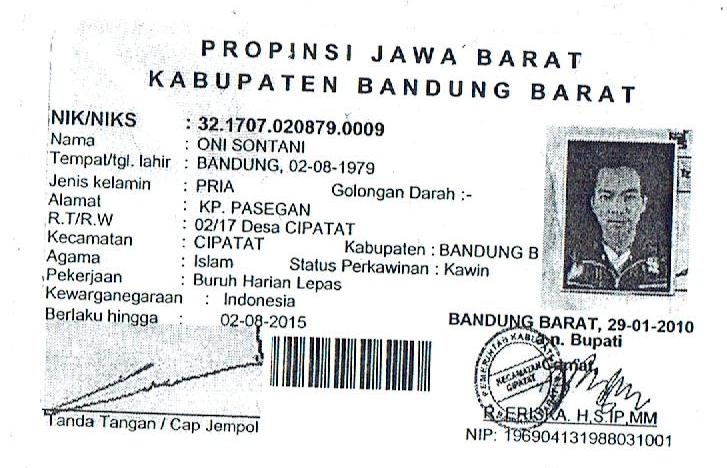 PROPINSI JAWA BARAT
KABUPATEN BANDUNG BARAT
NIK/NIKS : 32.1707.020879.0009
Nama : ONI SONTANI
Tempat/tgl. lahir : BANDUNG, 02-08-1979
Jenis kelamin : PRIA Golongan Darah :-
Alamat : KP. PASEGAN
R.T/R.W : 02/17 Desa CIPATAT
Kecamatan : CIPATAT Kabupaten : BANDUNG B
Agama : Islam Status Perkawinan : Kawin
Pekerjaan : Buruh Harian Lepas
Kewarganegaraan : Indonesia
Berlaku hingga : 02-08-2015
BANDUNG BARAT, 29-01-2010
a.n. Bupati
Camat
PEMERINTAH KABUPATEN
KECAMATAN
CIPATAT
R. ERISKA. H,S.IP,MM
NIP: 196904131988031001
Tanda Tangan / Cap Jempol